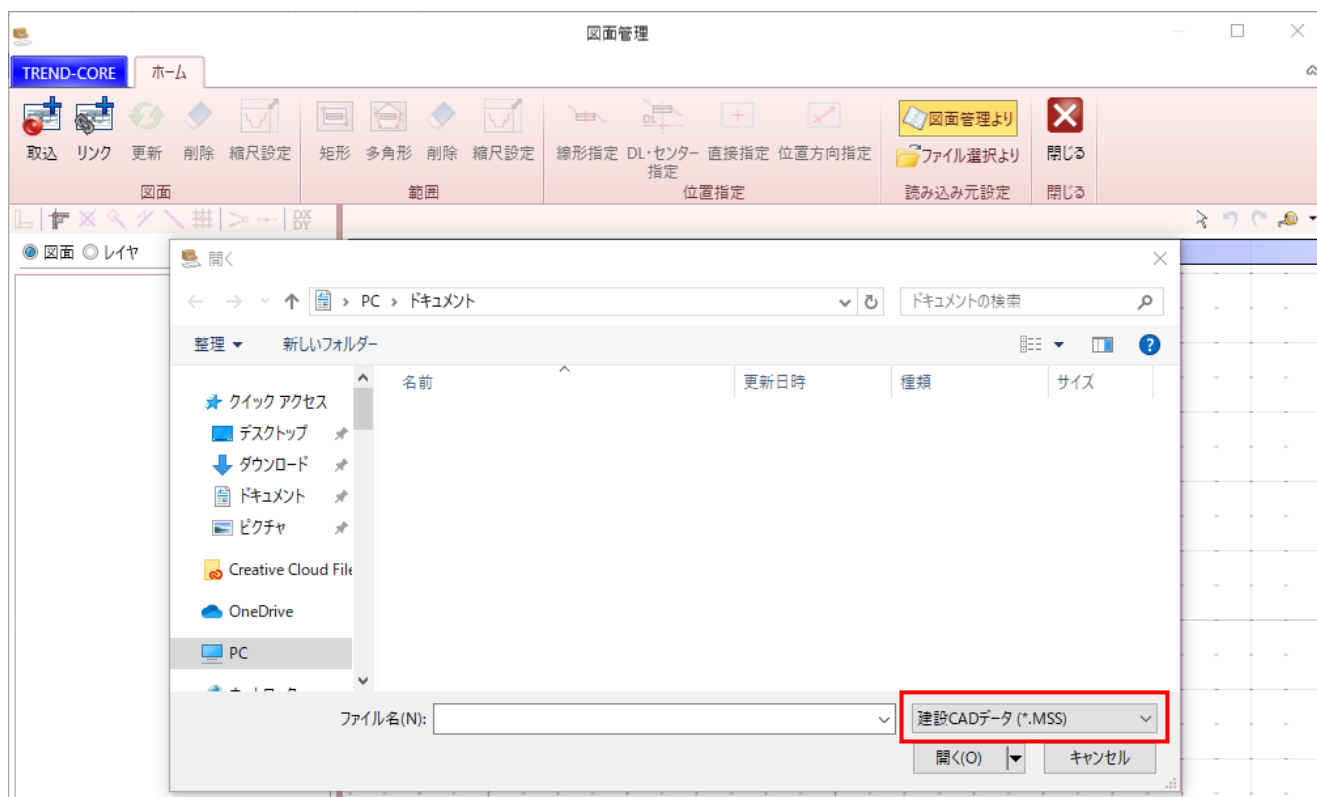 図面管理
TREND-CORE ホーム
取込 リンク 更新 削除 縮尺設定 矩形 多角形 削除 縮尺設定 線形指定 DL・センター指定 直接指定 位置方向指定 図面管理より ファイル選択より 閉じる
図面 範囲 位置指定 読み込み元設定 閉じる
DX
DY
図面 レイヤ
開く
PC › ドキュメント ドキュメントの検索
整理 新しいフォルダー
名前 更新日時 種類 サイズ
クイック アクセス
デスクトップ
ダウンロード
ドキュメント
ピクチャ
Creative Cloud File
OneDrive
PC
ファイル名(N): 建設CADデータ (*.MSS)
開く(O) キャンセル